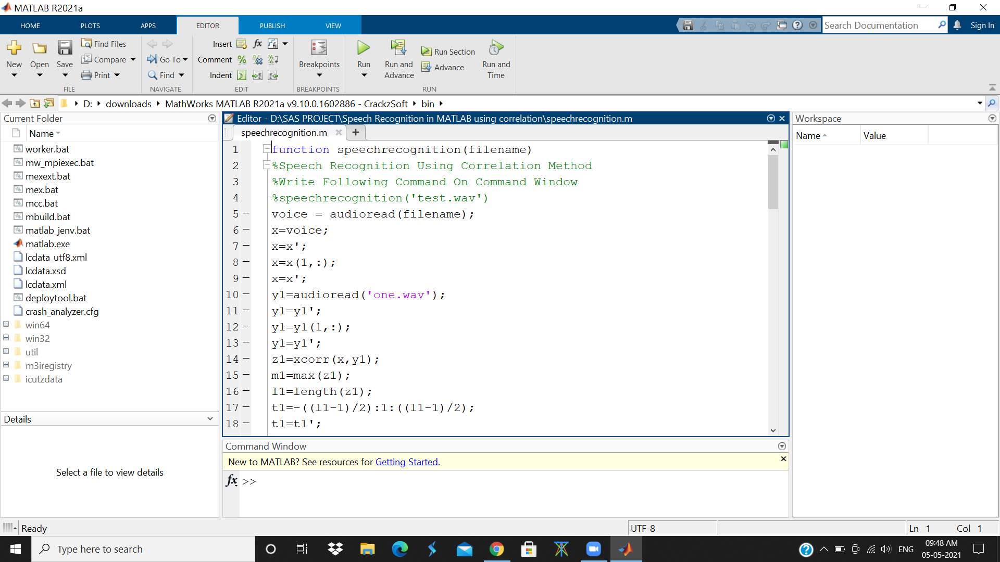 MATLAB R2021a
HOME PLOTS APPS EDITOR PUBLISH VIEW Search Documentation Sign In
New Open Save Find Files Compare Print
FILE
Go To Find
NAVIGATE
Insert fx
Comment
Indent
EDIT
Breakpoints
BREAKPOINTS
Run Run and Advance Run Section Advance Run and Time
RUN
D: downloads MathWorks MATLAB R2021a v9.10.0.1602886 - CrackzSoft bin
Current Folder
Name
worker.bat
mw_mpiexec.bat
mexext.bat
mex.bat
mcc.bat
mbuild.bat
matlab_jenv.bat
matlab.exe
lcdata_utf8.xml
lcdata.xsd
lcdata.xml
deploytool.bat
crash_analyzer.cfg
win64
win32
util
m3iregistry
icutzdata
Details
Select a file to view details
Editor - D:\SAS PROJECT\Speech Recognition in MATLAB using correlation\speechrecognition.m
speechrecognition.m
1 function speechrecognition(filename)
2 %Speech Recognition Using Correlation Method
3 %Write Following Command On Command Window
4 %speechrecognition('test.wav')
5 voice = audioread(filename);
6 x=voice;
7 x=x';
8 x=x(1,:);
9 x=x';
10 y1=audioread('one.wav');
11 y1=y1';
12 y1=y1(1,:);
13 y1=y1';
14 z1=xcorr(x,y1);
15 m1=max(z1);
16 l1=length(z1);
17 t1=-((l1-1)/2):1:((l1-1)/2);
18 t1=t1';
Command Window
New to MATLAB? See resources for Getting Started.
fx >>
Workspace
Name Value
Ready UTF-8 Ln 1 Col 1
Type here to search ENG 09:48 AM
05-05-2021